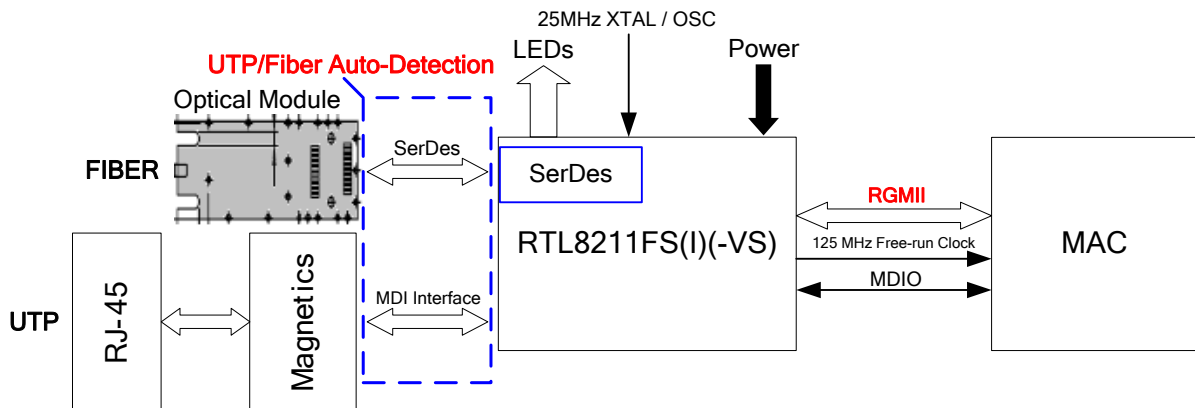 25MHz XTAL / OSC
LEDs
Power
UTP/Fiber Auto-Detection
Optical Module
FIBER
SerDes
SerDes
RTL8211FS(I)(-VS)
RGMII
125 MHz Free-run Clock
MDIO
MAC
UTP
RJ-45
Magnetics
MDI Interface